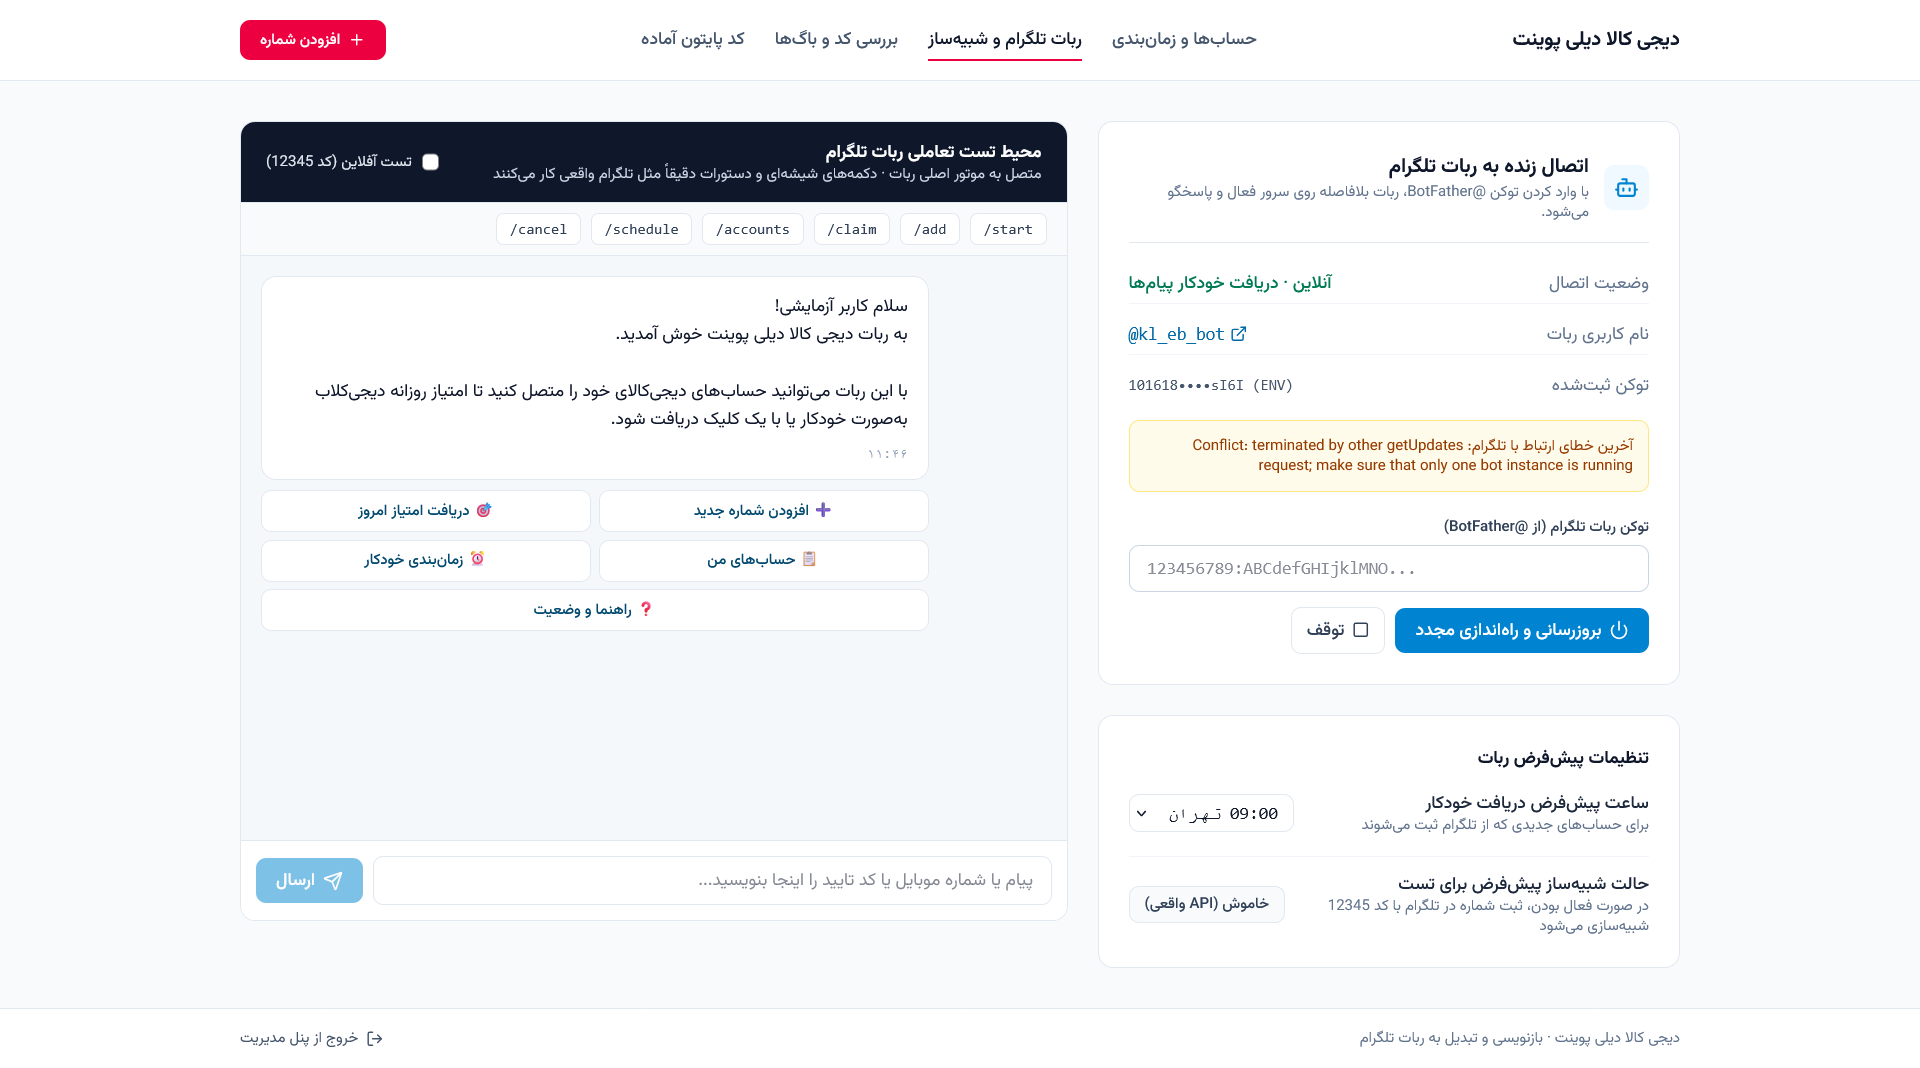 دیجی کالا دیلی پوینت
حساب‌ها و زمان‌بندی
ربات تلگرام و شبیه‌ساز
بررسی کد و باگ‌ها
کد پایتون آماده
افزودن شماره
اتصال زنده به ربات تلگرام
با وارد کردن توکن @BotFather، ربات بلافاصله روی سرور فعال و پاسخگو
می‌شود.
وضعیت اتصال
آنلاین · دریافت خودکار پیام‌ها
نام کاربری ربات
@kl_eb_bot
توکن ثبت‌شده
101618••••sI6I (ENV)
آخرین خطای ارتباط با تلگرام: Conflict: terminated by other getUpdates
request; make sure that only one bot instance is running
توکن ربات تلگرام (از @BotFather)
123456789:ABCdefGHIjklMNO...
بروزرسانی و راه‌اندازی مجدد
توقف
تنظیمات پیش‌فرض ربات
ساعت پیش‌فرض دریافت خودکار
برای حساب‌های جدیدی که از تلگرام ثبت می‌شوند
09:00 تهران
حالت شبیه‌ساز پیش‌فرض برای تست
در صورت فعال بودن، ثبت شماره در تلگرام با کد 12345
شبیه‌سازی می‌شود
خاموش (API واقعی)
محیط تست تعاملی ربات تلگرام
متصل به موتور اصلی ربات · دکمه‌های شیشه‌ای و دستورات دقیقاً مثل تلگرام واقعی کار می‌کنند
تست آفلاین (کد 12345)
/start
/add
/claim
/accounts
/schedule
/cancel
سلام کاربر آزمایشی!
به ربات دیجی کالا دیلی پوینت خوش آمدید.
با این ربات می‌توانید حساب‌های دیجی‌کالای خود را متصل کنید تا امتیاز روزانه دیجی‌کلاب
به‌صورت خودکار یا با یک کلیک دریافت شود.
۱۱:۴۶
➕ افزودن شماره جدید
🎯 دریافت امتیاز امروز
📋 حساب‌های من
⏰ زمان‌بندی خودکار
❓ راهنما و وضعیت
پیام یا شماره موبایل یا کد تایید را اینجا بنویسید...
ارسال
دیجی کالا دیلی پوینت · بازنویسی و تبدیل به ربات تلگرام
خروج از پنل مدیریت